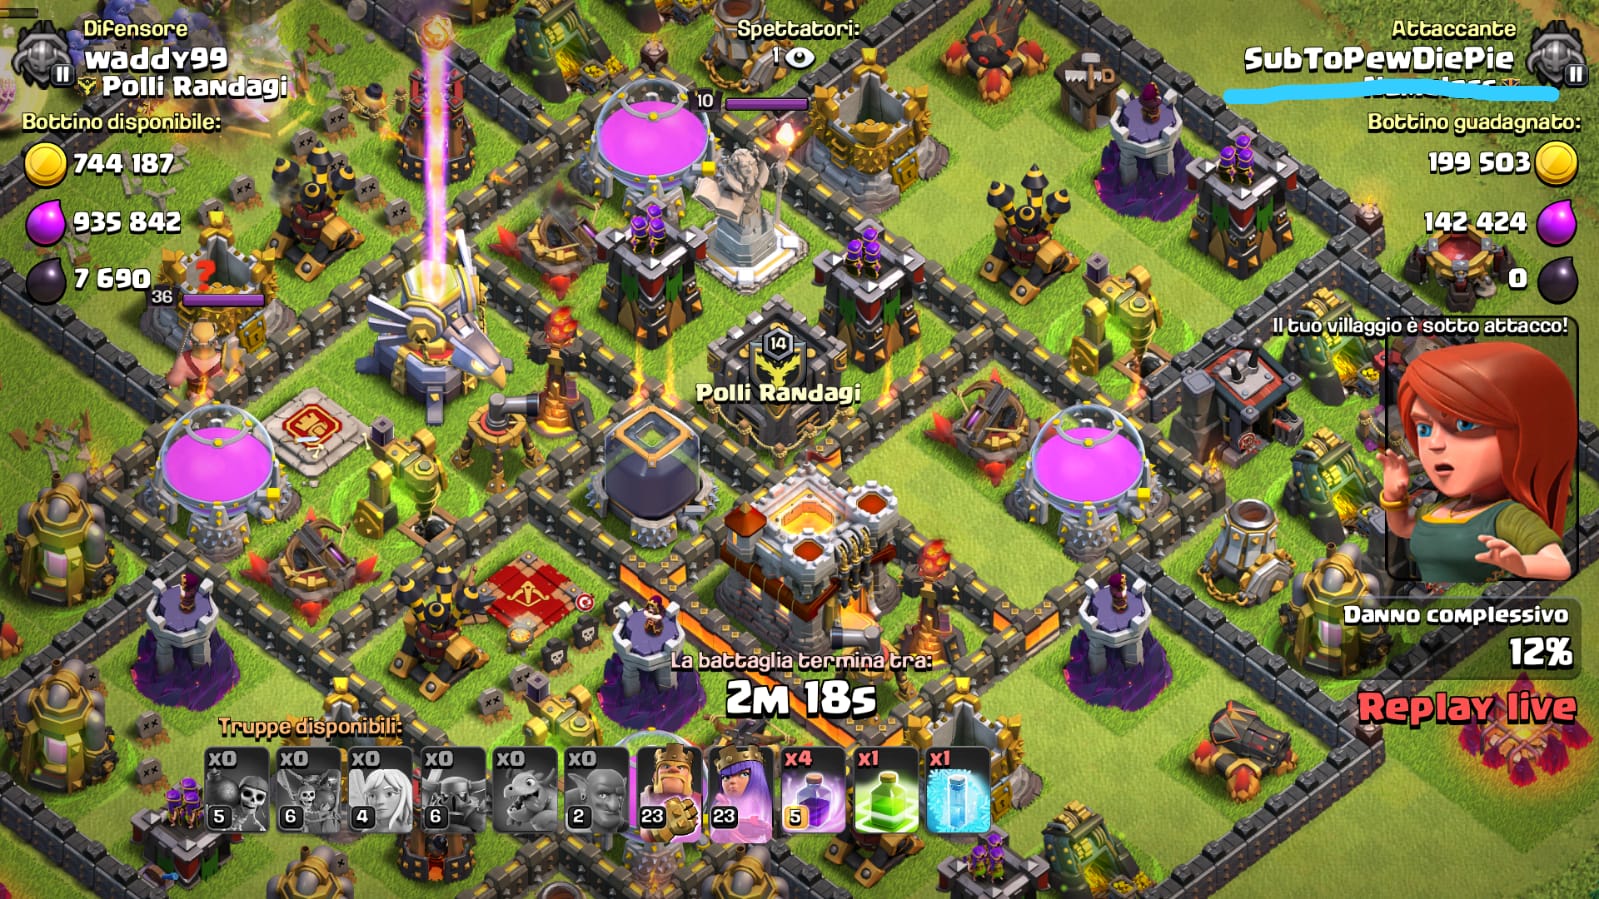 Difensore
waddy99
Polli Randagi
Bottino disponibile:
744 187
935 842
7 690
Spettatori:
1
10
Attaccante
SubToPewDiePie
Bottino guadagnato:
199 503
142 424
0
36
?
Il tuo villaggio è sotto attacco!
14
Polli Randagi
Danno complessivo
12%
La battaglia termina tra:
2m 18s
Replay live
Truppe disponibili:
x0 x0 x0 x0 x0 x0 x4 x1 x1
5 6 4 6 2 23 23 5